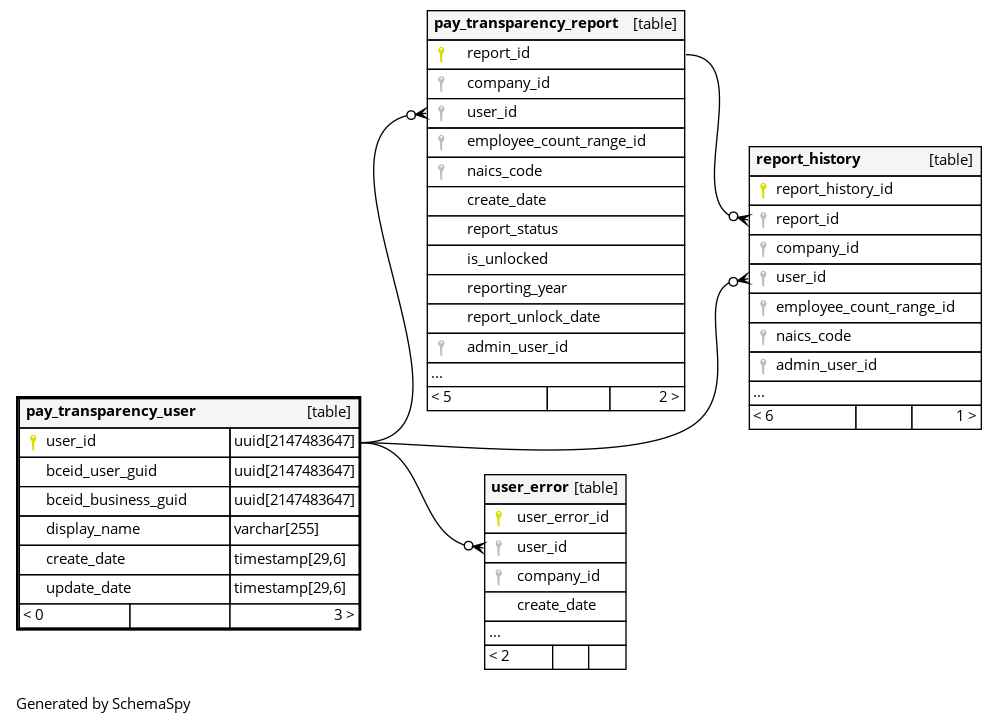 pay_transparency_report [table]
report_id
company_id
user_id
employee_count_range_id
naics_code
create_date
report_status
is_unlocked
reporting_year
report_unlock_date
admin_user_id
...
< 5 2 >
report_history [table]
report_history_id
report_id
company_id
user_id
employee_count_range_id
naics_code
admin_user_id
...
< 6 1 >
pay_transparency_user [table]
user_id uuid[2147483647]
bceid_user_guid uuid[2147483647]
bceid_business_guid uuid[2147483647]
display_name varchar[255]
create_date timestamp[29,6]
update_date timestamp[29,6]
< 0 3 >
user_error [table]
user_error_id
user_id
company_id
create_date
...
< 2
Generated by SchemaSpy